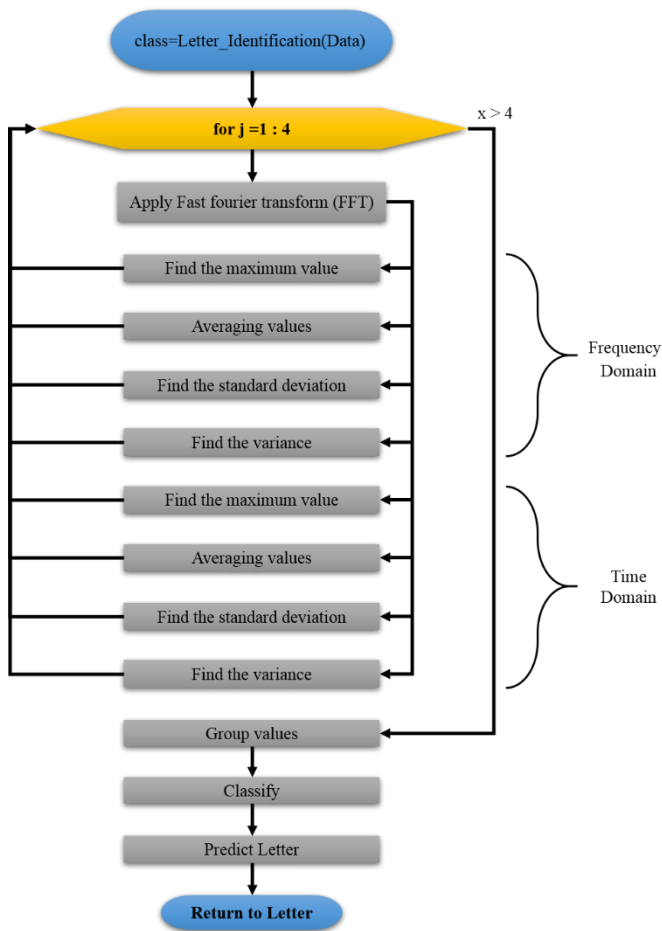 class=Letter_Identification(Data)
x > 4
for j =1 : 4
Apply Fast fourier transform (FFT)
Find the maximum value
Averaging values
Find the standard deviation
Find the variance
Frequency
Domain
Find the maximum value
Averaging values
Find the standard deviation
Find the variance
Time
Domain
Group values
Classify
Predict Letter
Return to Letter